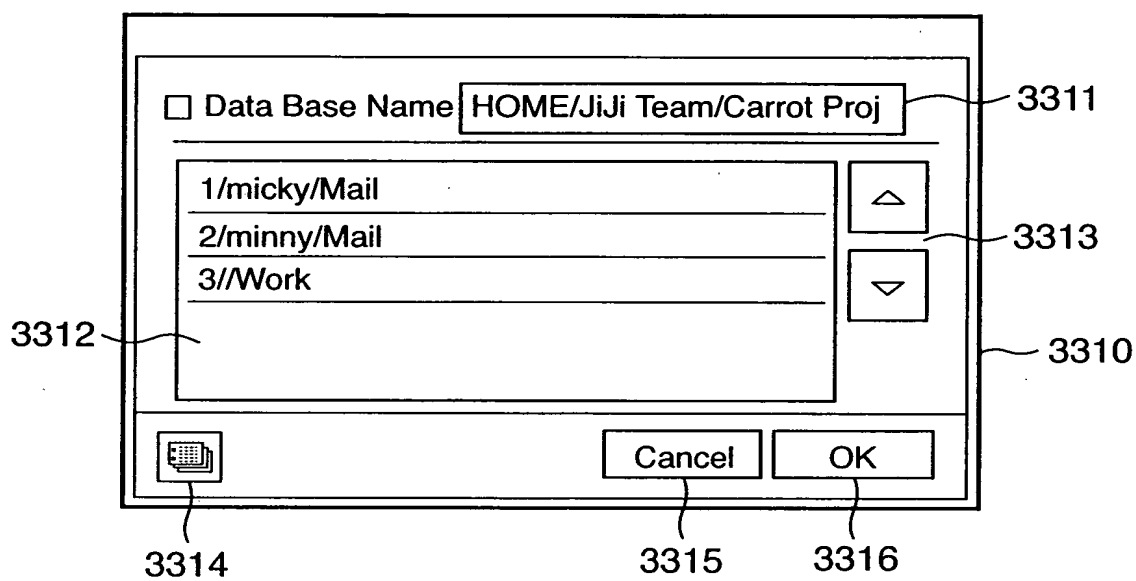 Data Base Name HOME/JiJi Team/Carrot Proj
3311
1/micky/Mail
2/minny/Mail
3313
3//Work
3312
3310
Cancel
OK
3314
3315
3316